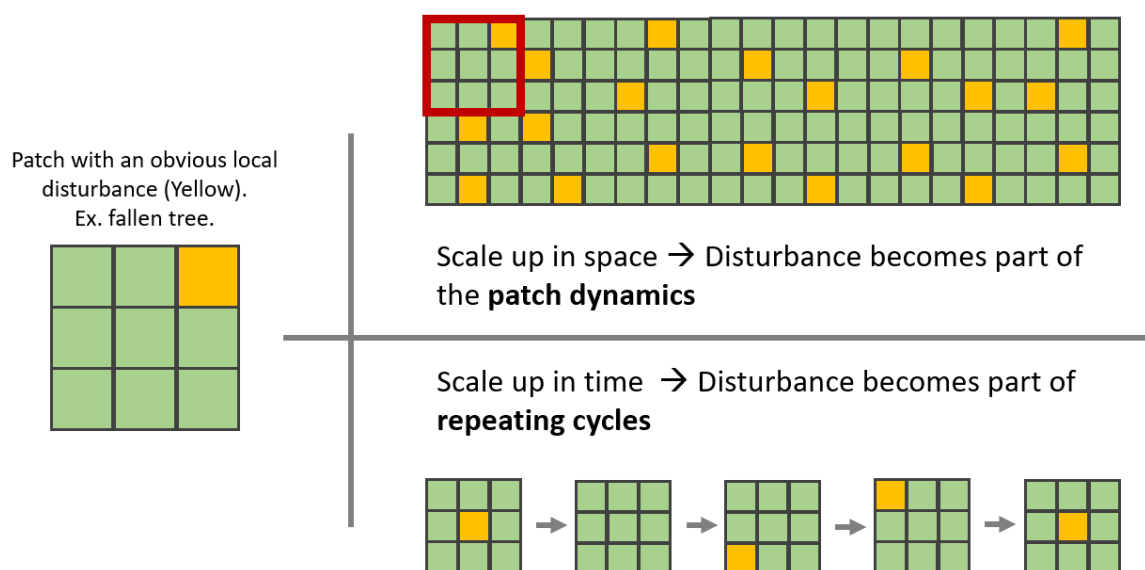 Patch with an obvious local
disturbance (Yellow).
Ex. fallen tree.
Scale up in space → Disturbance becomes part of
the patch dynamics
Scale up in time → Disturbance becomes part of
repeating cycles